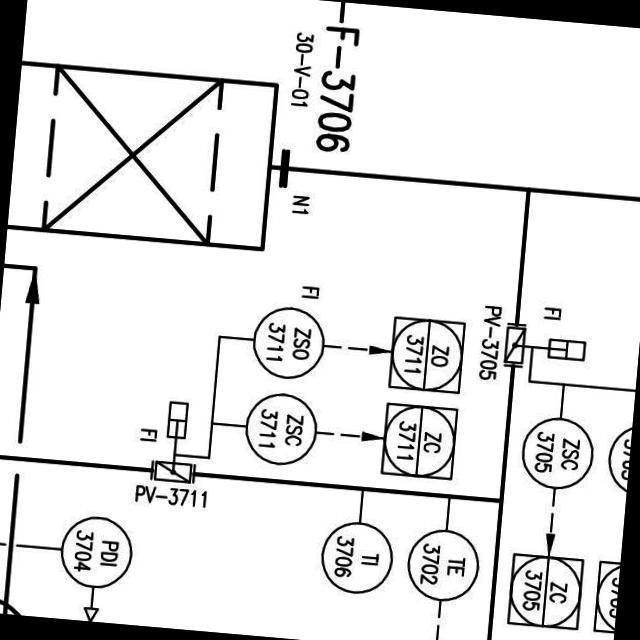 F-3706
30-V-01
N1
FI
ZSO
3711
ZO
3711
PV-3705
FI
ZSC
3711
ZC
3711
FI
PV-3711
ZSC
3705
PDI
3704
TI
3706
TE
3702
ZC
3705